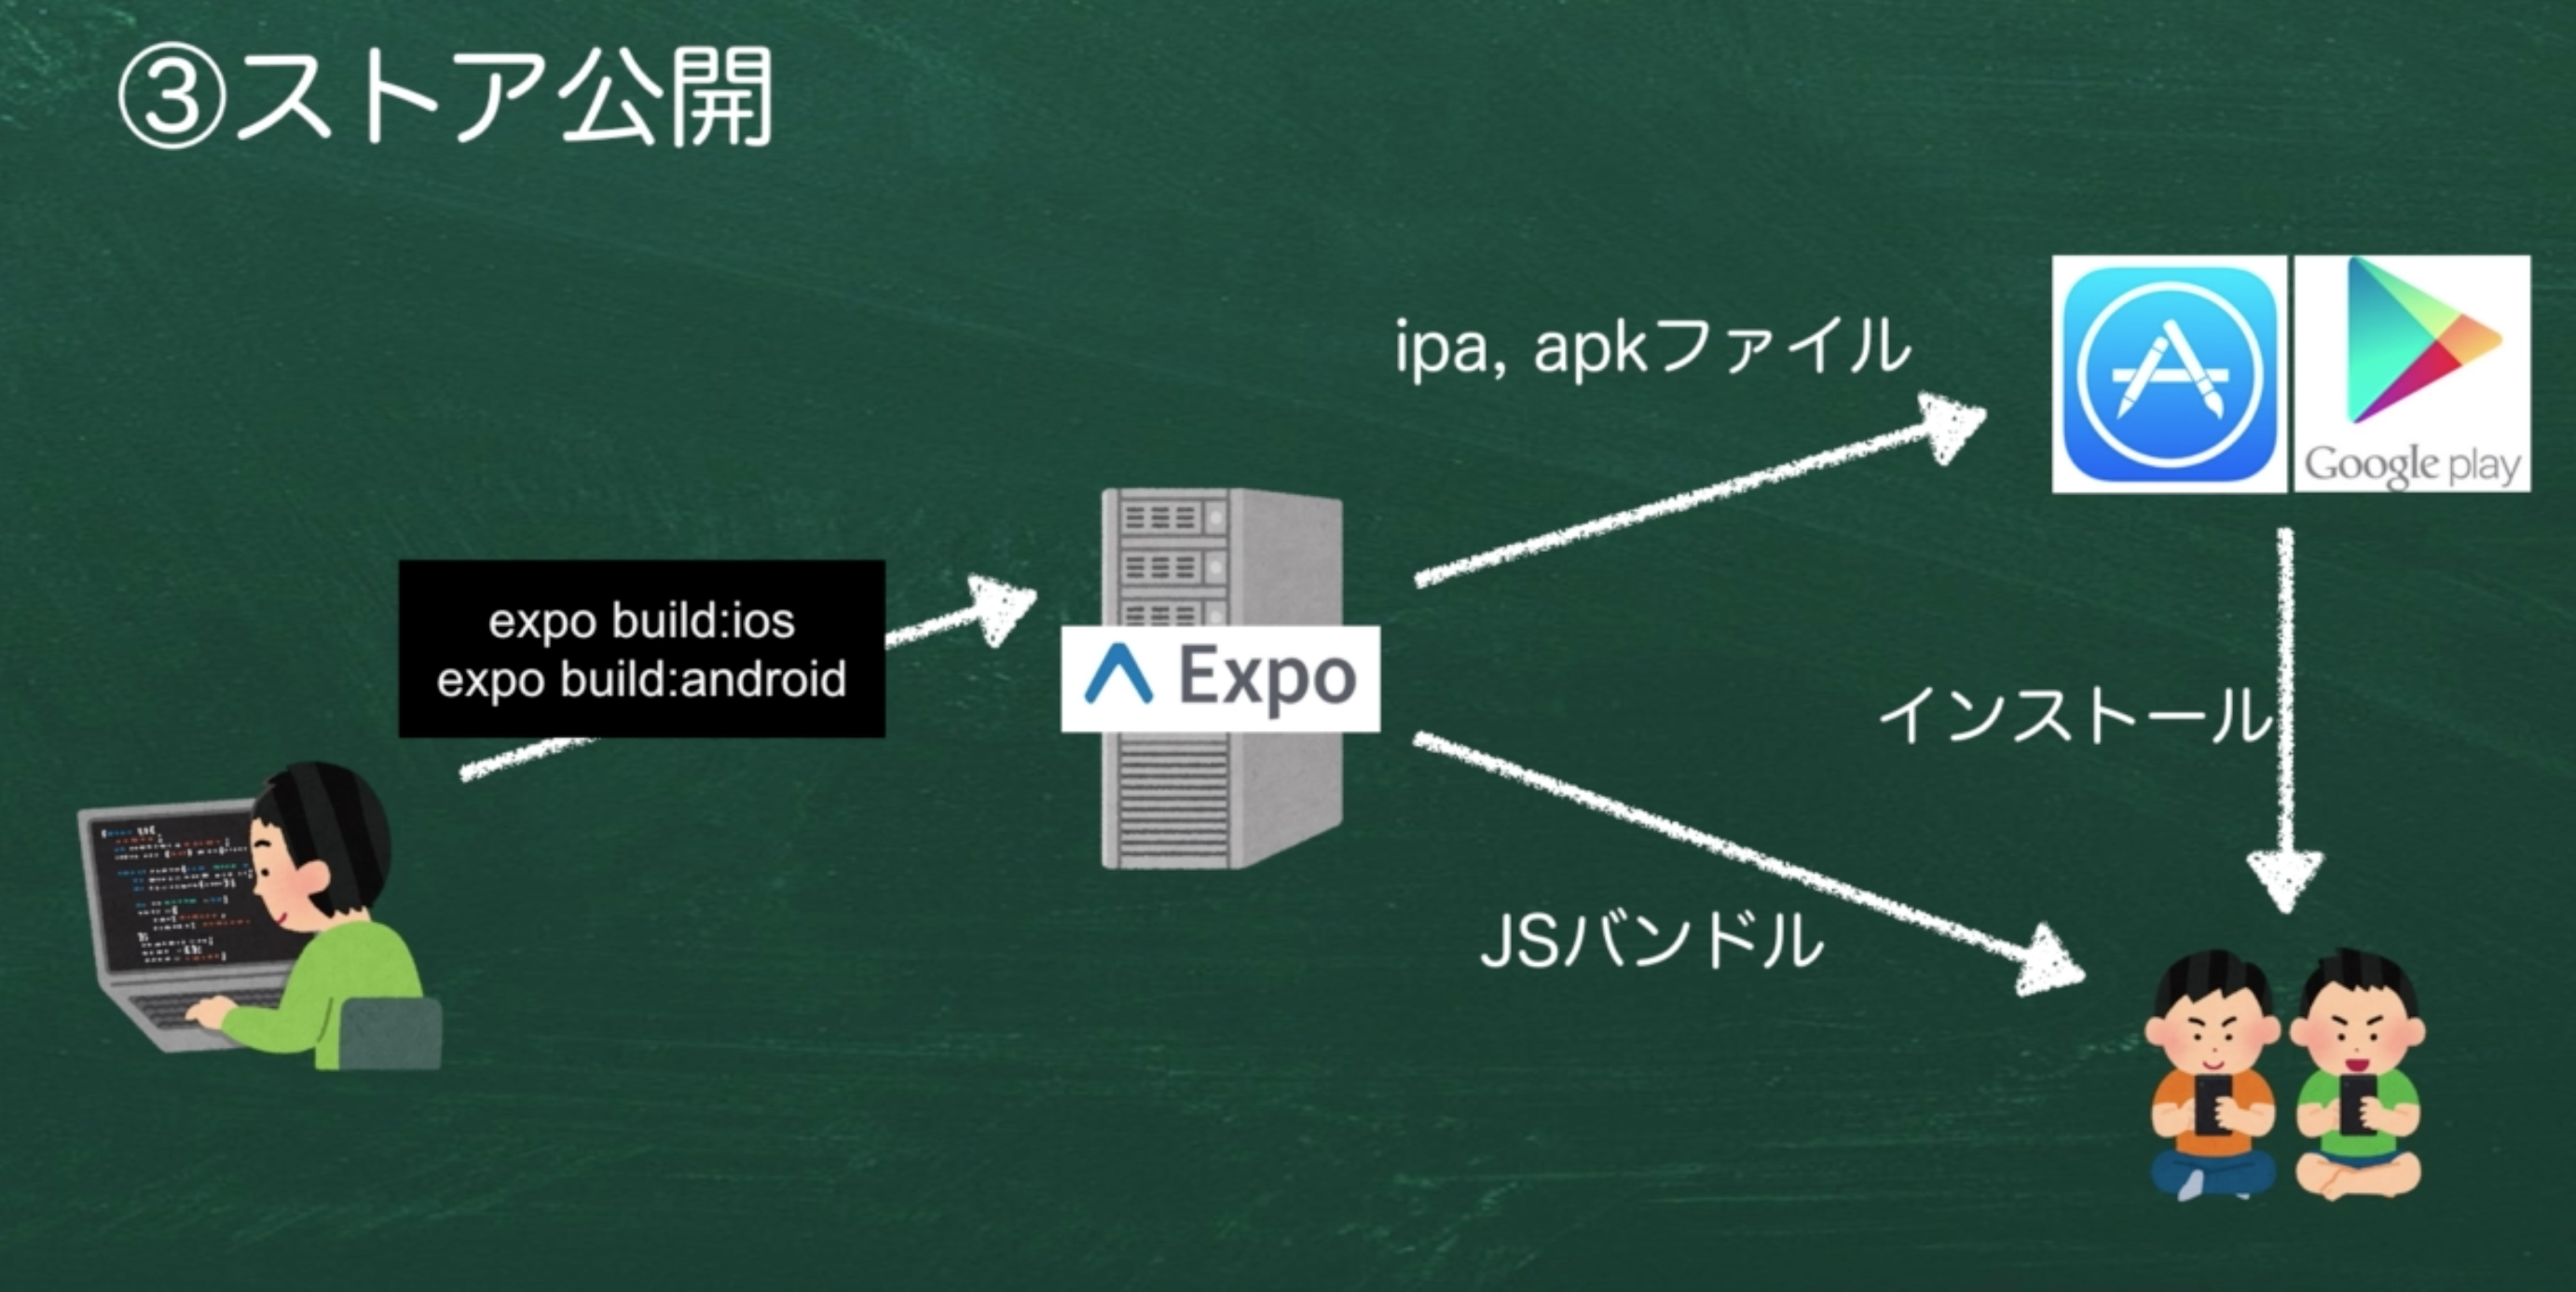 ③ストア公開
ipa, apkファイル
Google play
expo build:ios
expo build:android
Expo
インストール
JSバンドル